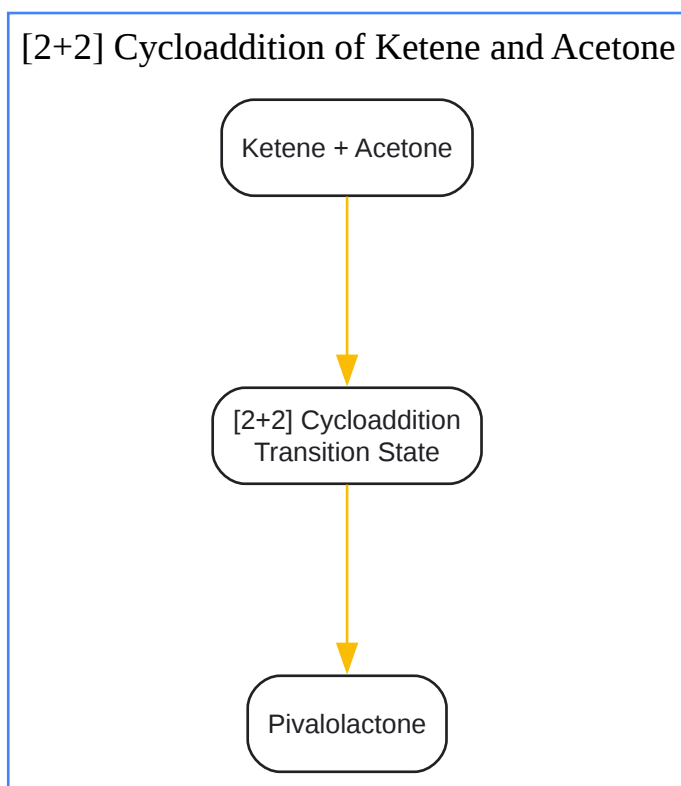 [2+2] Cycloaddition of Ketene and Acetone
Ketene + Acetone
[2+2] Cycloaddition
Transition State
Pivalolactone